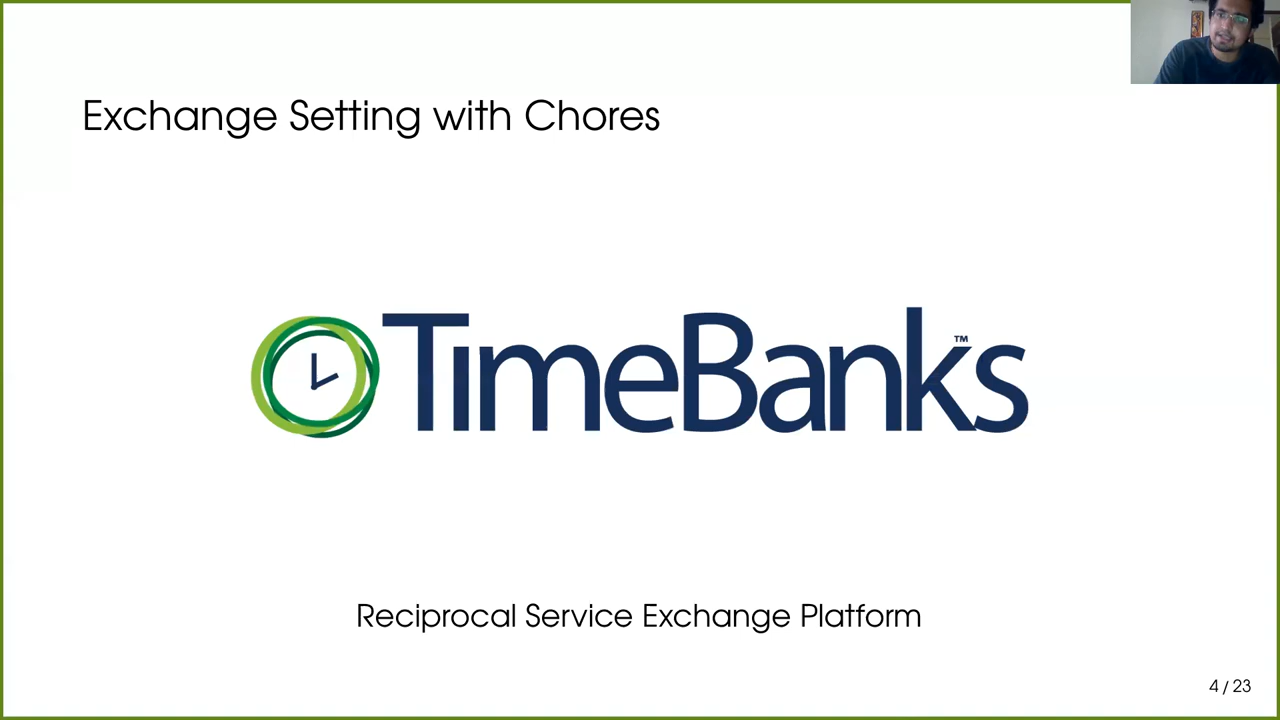 Exchange Setting with Chores
TimeBanks™
Reciprocal Service Exchange Platform
4 / 23